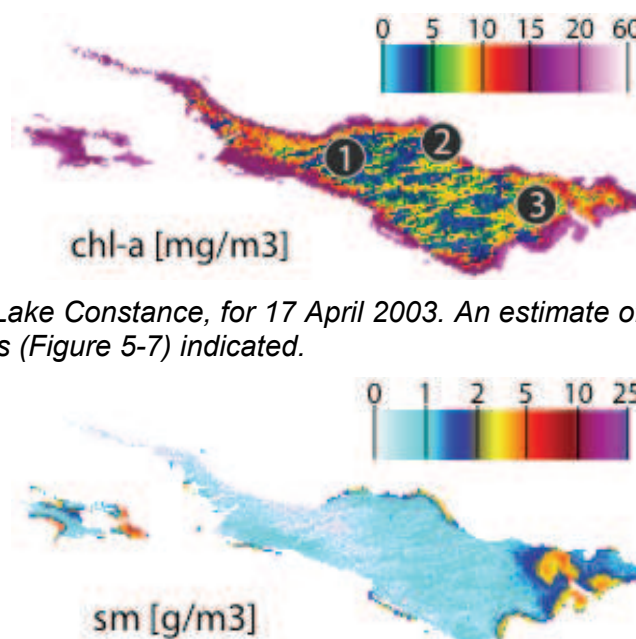 0 5 10 15 20 60
1
2
3
chl-a [mg/m3]
Lake Constance, for 17 April 2003. An estimate o
s (Figure 5-7) indicated.
0 1 2 5 10 25
sm [g/m3]